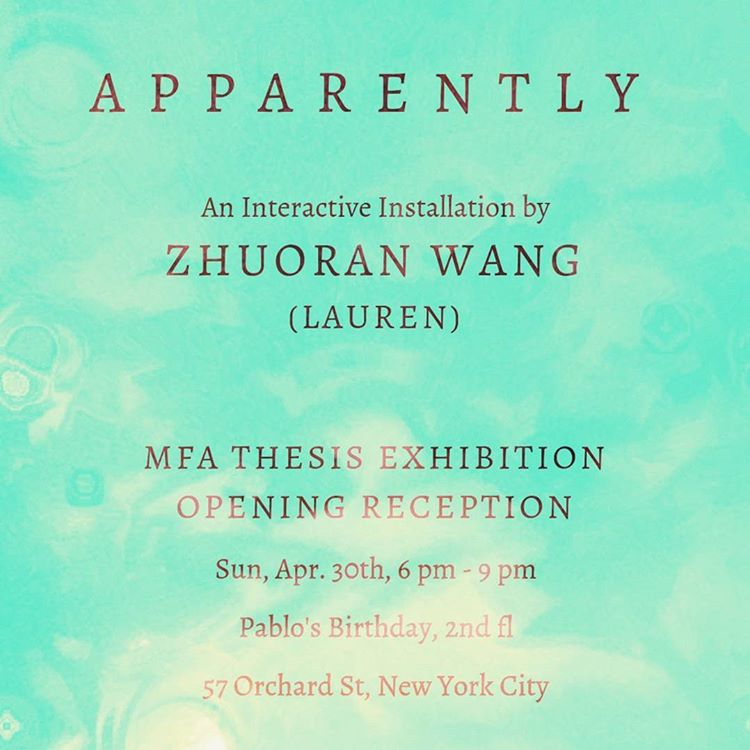 APPARENTLY
An Interactive Installation by
ZHUORAN WANG
(LAUREN)
MFA THESIS EXHIBITION
OPENING RECEPTION
Sun, Apr. 30th, 6 pm - 9 pm
Pablo's Birthday, 2nd fl
57 Orchard St, New York City